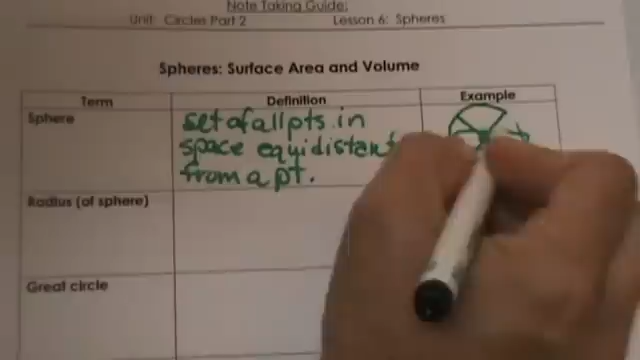 Note Taking Guide:
Unit: Circles Part 2 Lesson 6: Spheres
Spheres: Surface Area and Volume
Term Definition Example
Sphere
set of all pts. in
space equidistant
from a pt.
Radius (of sphere)
Great circle